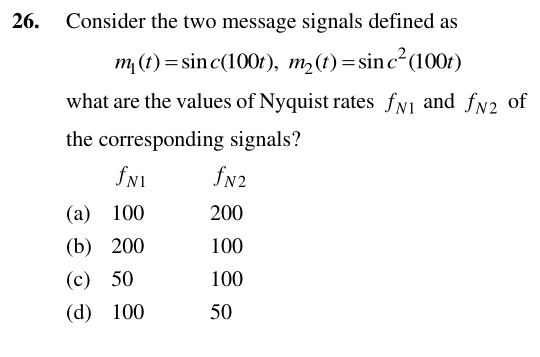 26. Consider the two message signals defined as
m₁(t) = sin c(100t), m₂(t) = sin c²(100t)
what are the values of Nyquist rates f_N1 and f_N2 of
the corresponding signals?
f_N1 f_N2
(a) 100 200
(b) 200 100
(c) 50 100
(d) 100 50